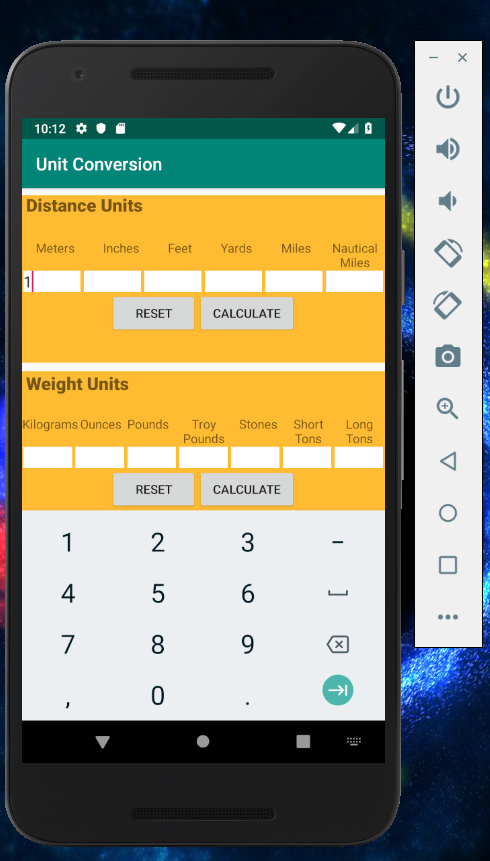 10:12
Unit Conversion
Distance Units
Meters Inches Feet Yards Miles Nautical Miles
1
RESET CALCULATE
Weight Units
Kilograms Ounces Pounds Troy Pounds Stones Short Tons Long Tons
RESET CALCULATE
1 2 3 -
4 5 6
7 8 9
, 0 .